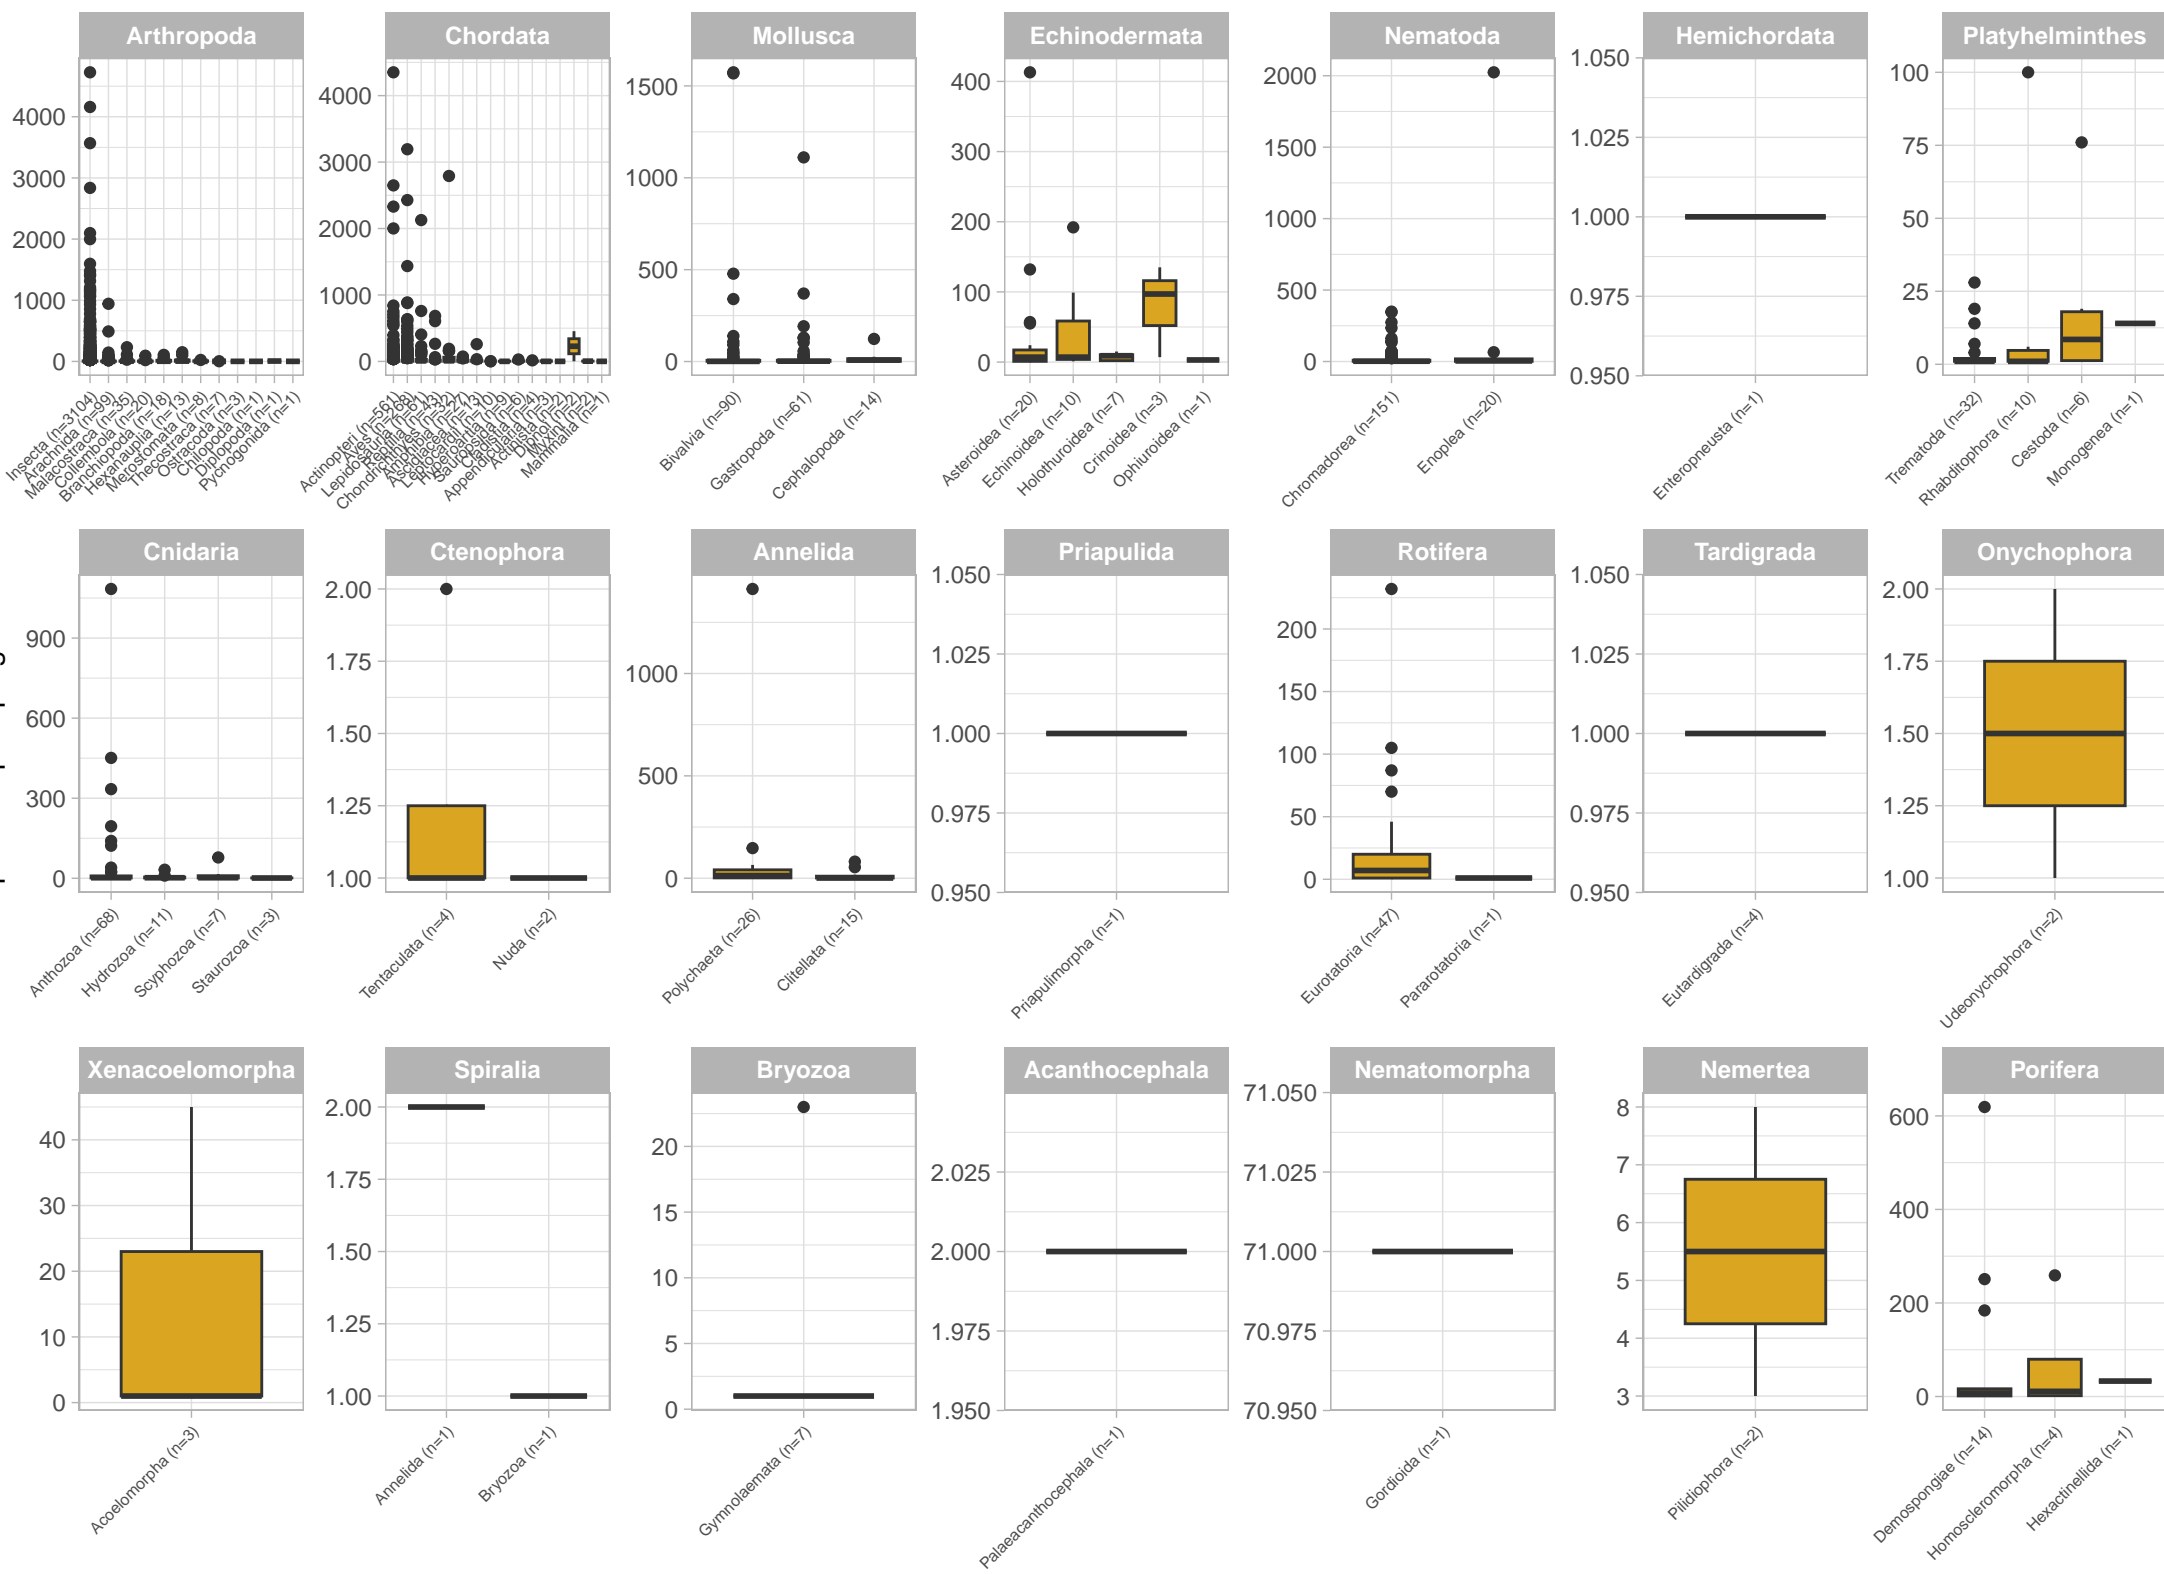 Arthropoda
Chordata
Mollusca
Echinodermata
Nematoda
Hemichordata
Platyhelminthes
4000
3000
2000
1000
0
Insecta (n=3104)
Arachnida (n=99)
Malacostraca (n=35)
Collembola (n=20)
Branchiopoda (n=18)
Hexanauplia (n=13)
Merostomata (n=8)
Thecostraca (n=7)
Ostracoda (n=3)
Chilopoda (n=1)
Diplopoda (n=1)
Pycnogonida (n=1)
4000
3000
2000
1000
0
Actinopteri (n=561)
Aves (n=268)
Mammalia (n=1)
1500
1000
500
0
Bivalvia (n=90)
Gastropoda (n=61)
Cephalopoda (n=14)
400
300
200
100
0
Asteroidea (n=20)
Echinoidea (n=10)
Holothuroidea (n=7)
Crinoidea (n=3)
Ophiuroidea (n=1)
2000
1500
1000
500
0
Chromadorea (n=151)
Enoplea (n=20)
1.050
1.025
1.000
0.975
0.950
Enteropneusta (n=1)
100
75
50
25
0
Trematoda (n=32)
Rhabditophora (n=10)
Cestoda (n=6)
Monogenea (n=1)
Cnidaria
Ctenophora
Annelida
Priapulida
Rotifera
Tardigrada
Onychophora
900
600
300
0
Anthozoa (n=68)
Hydrozoa (n=11)
Scyphozoa (n=7)
Staurozoa (n=3)
2.00
1.75
1.50
1.25
1.00
Tentaculata (n=4)
Nuda (n=2)
1000
500
0
Polychaeta (n=26)
Clitellata (n=15)
1.050
1.025
1.000
0.975
0.950
Priapulimorpha (n=1)
200
150
100
50
0
Eurotatoria (n=47)
Pararotatoria (n=1)
1.050
1.025
1.000
0.975
0.950
Eutardigrada (n=4)
2.00
1.75
1.50
1.25
1.00
Udeonychophora (n=2)
Xenacoelomorpha
Spiralia
Bryozoa
Acanthocephala
Nematomorpha
Nemertea
Porifera
40
30
20
10
0
Acoelomorpha (n=3)
2.00
1.75
1.50
1.25
1.00
Annelida (n=1)
Bryozoa (n=1)
20
15
10
5
0
Gymnolaemata (n=7)
2.025
2.000
1.975
1.950
Palaeacanthocephala (n=1)
71.050
71.025
71.000
70.975
70.950
Gordioida (n=1)
8
7
6
5
4
3
Pilidiophora (n=2)
600
400
200
0
Demospongiae (n=14)
Homoscleromorpha (n=4)
Hexactinellida (n=1)